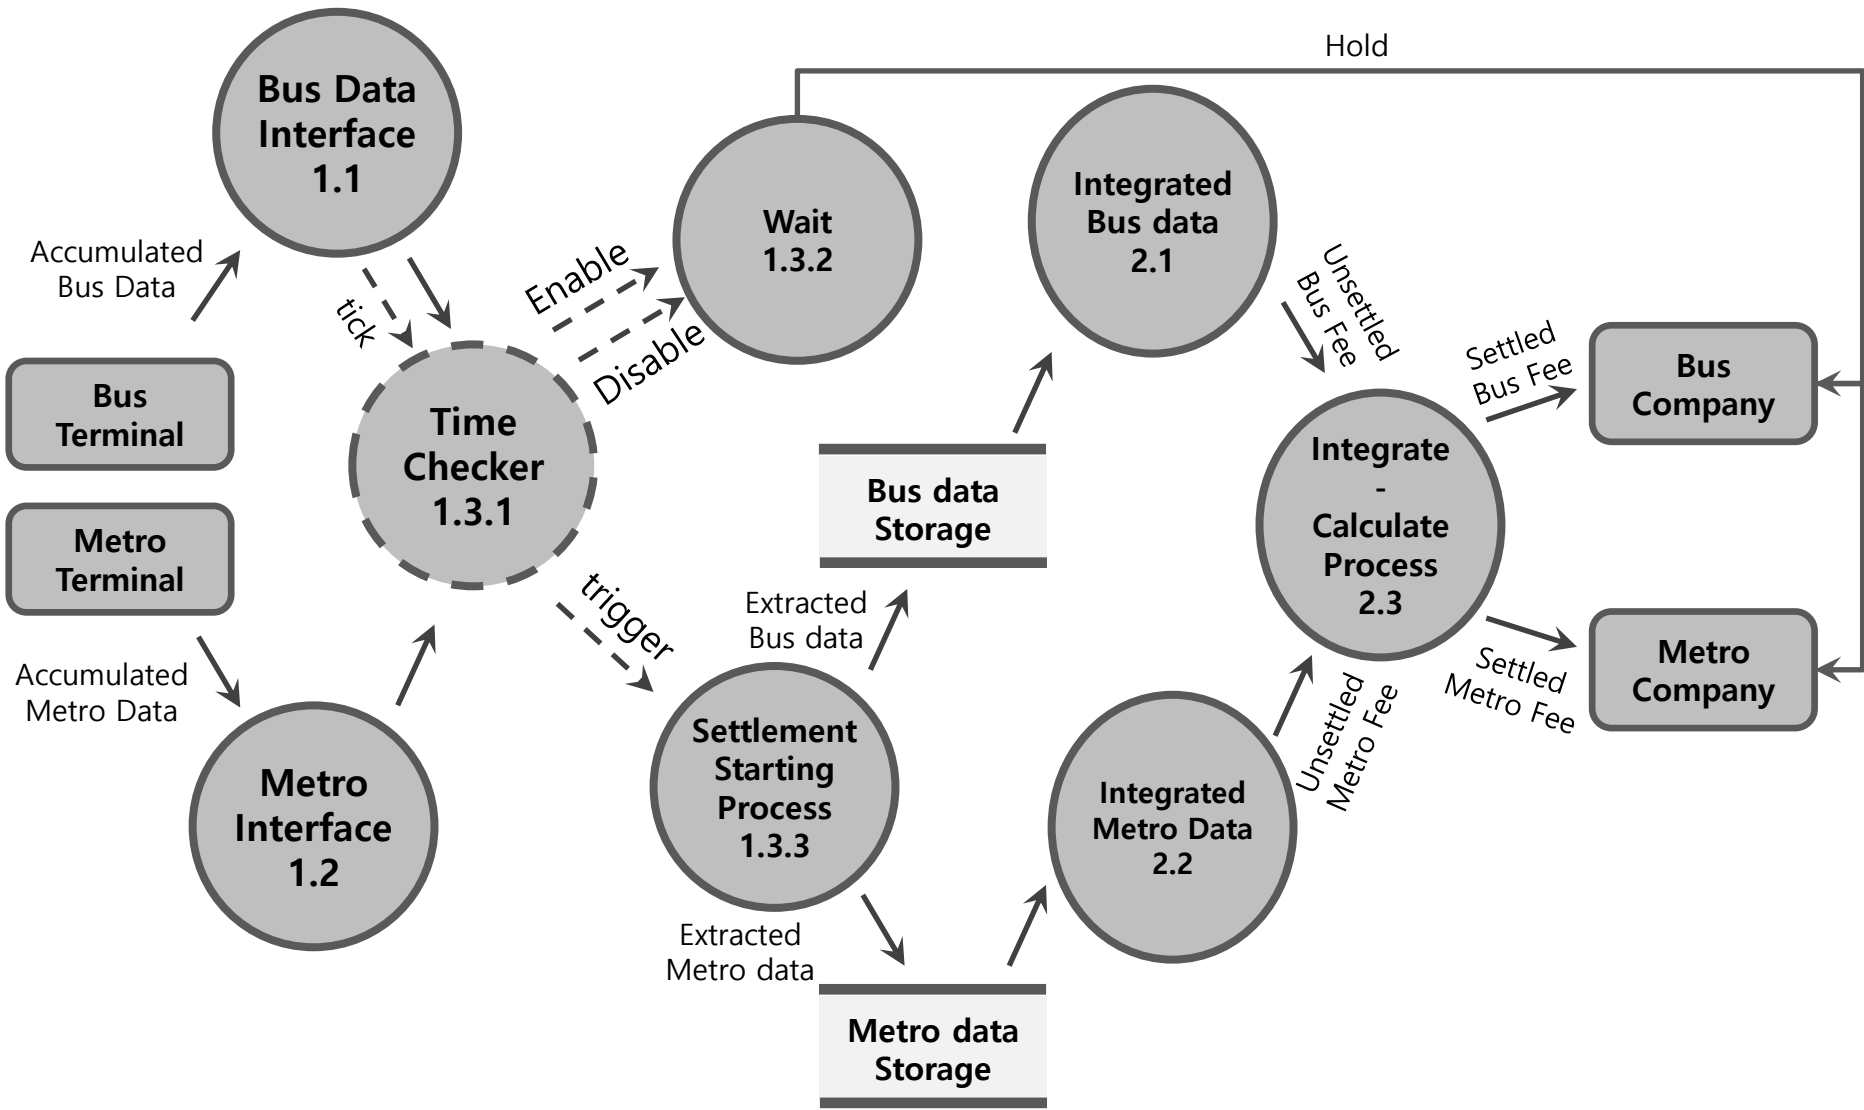 Hold
Bus Data
Interface
1.1
Accumulated
Bus Data
tick
Enable
Disable
Wait
1.3.2
Integrated
Bus data
2.1
Unsettled
Bus Fee
Settled
Bus Fee
Bus
Company
Bus
Terminal
Metro
Terminal
Time
Checker
1.3.1
Bus data
Storage
Integrate
-
Calculate
Process
2.3
trigger
Extracted
Bus data
Accumulated
Metro Data
Metro
Interface
1.2
Settlement
Starting
Process
1.3.3
Settled
Metro Fee
Metro
Company
Unsettled
Metro Fee
Integrated
Metro Data
2.2
Extracted
Metro data
Metro data
Storage